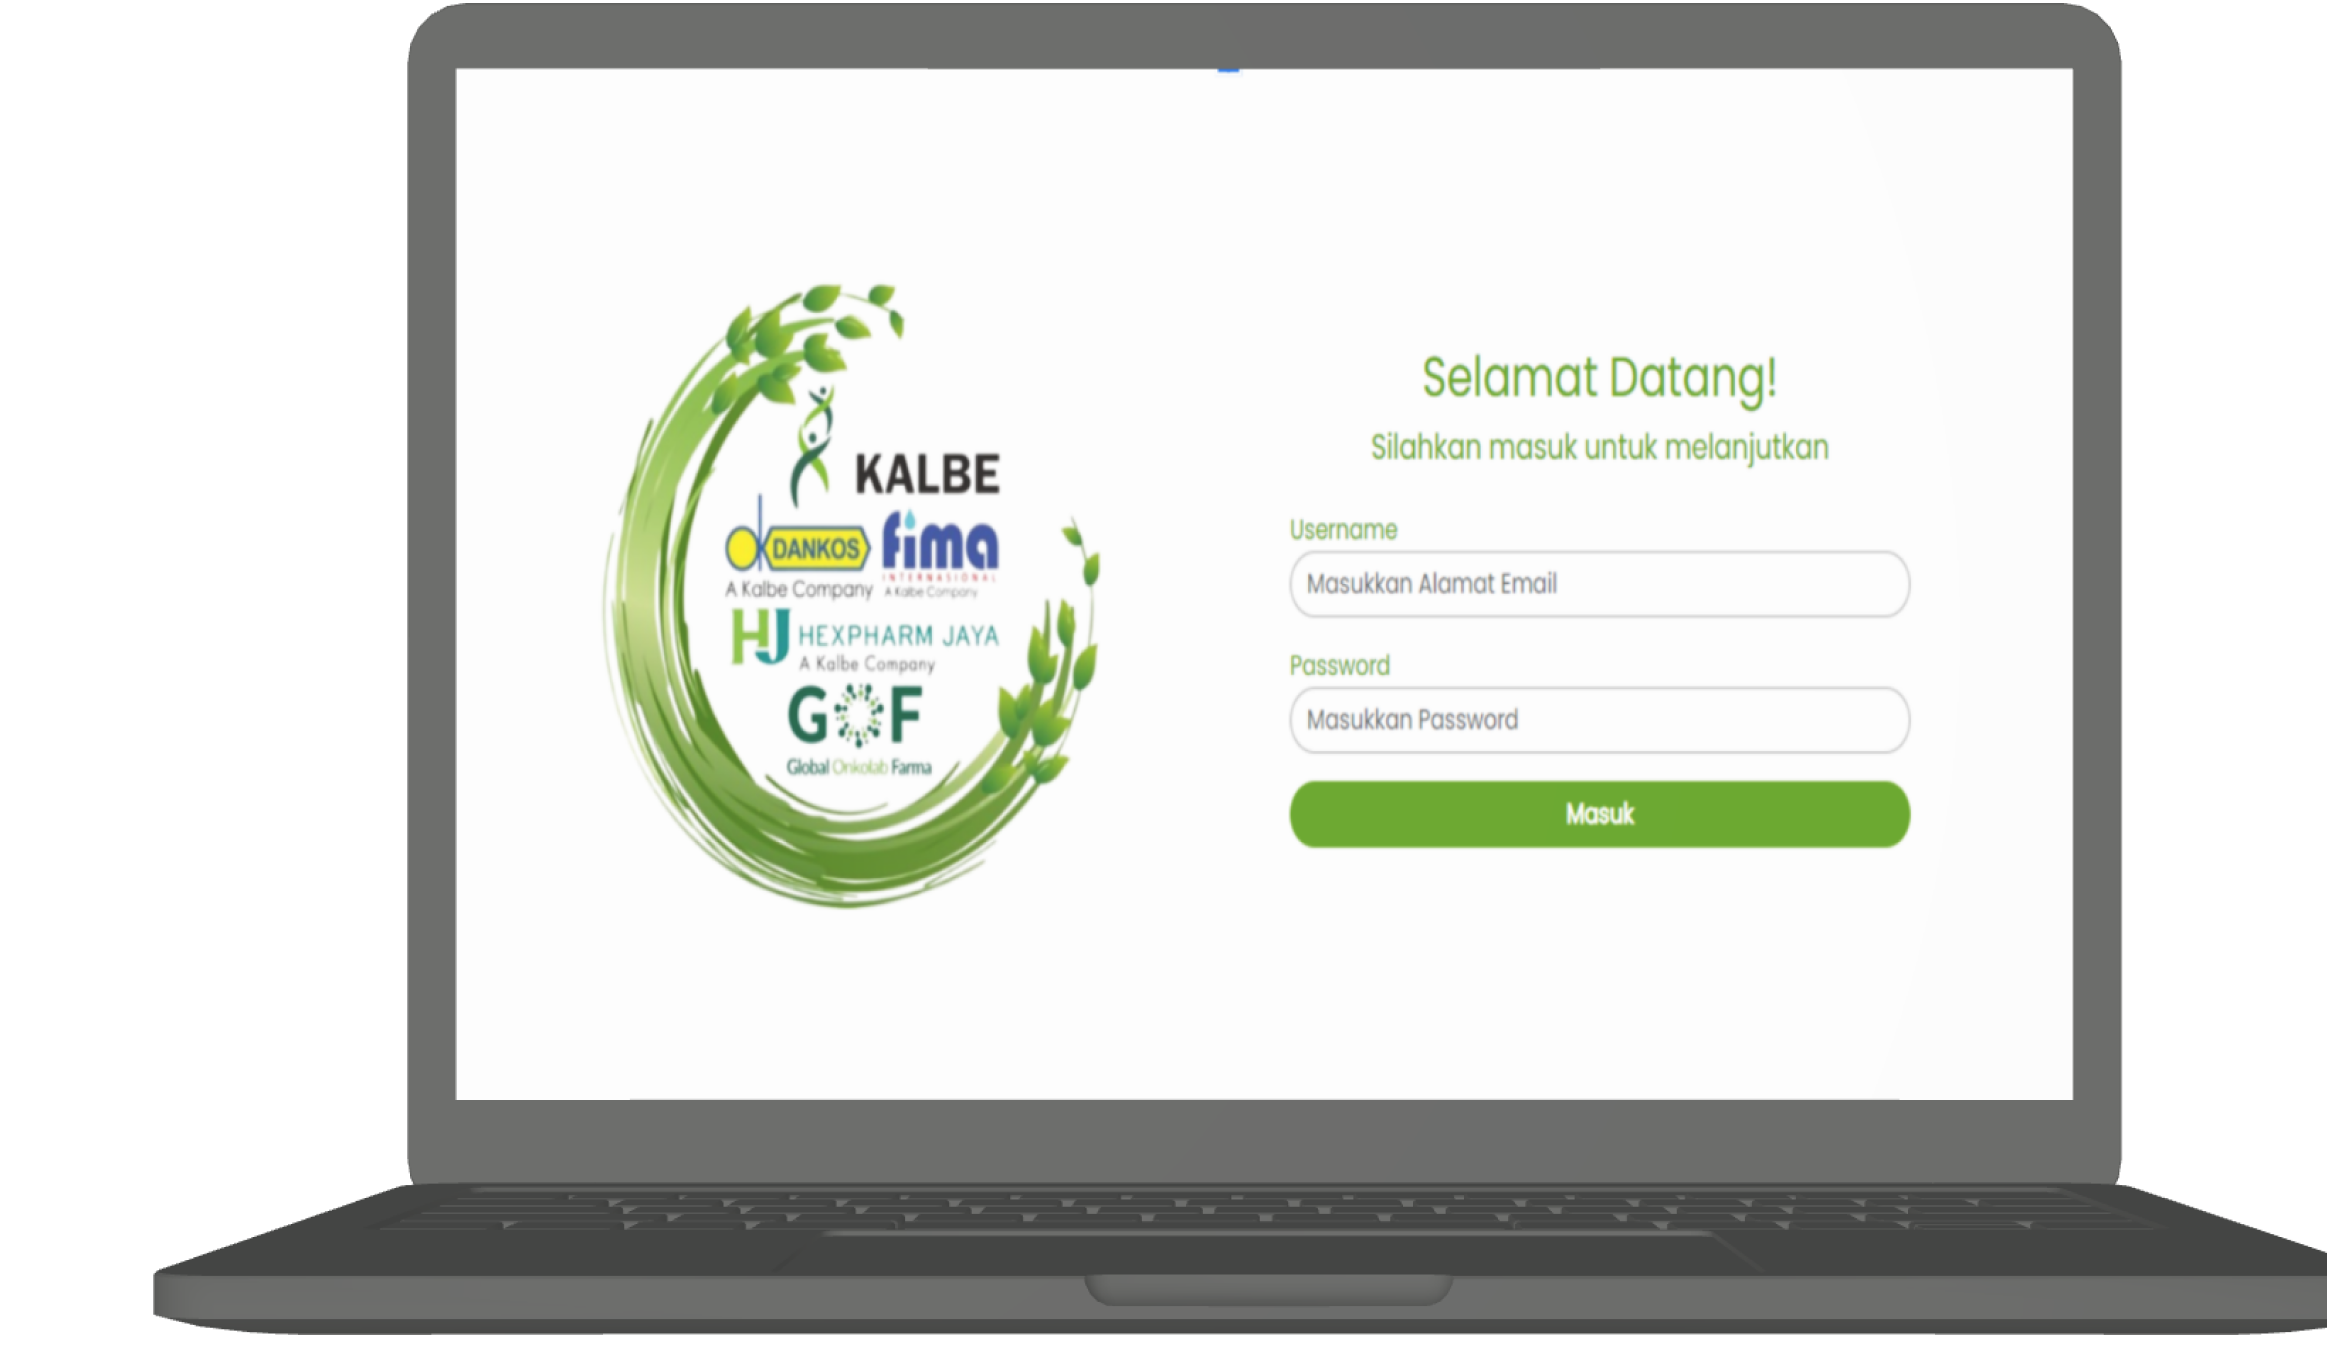 KALBE
DANKOS
A Kalbe Company
fima
INTERNASIONAL
A Kalbe Company
HJ HEXPHARM JAYA
A Kalbe Company
GOF
Global Onkolab Farma
Selamat Datang!
Silahkan masuk untuk melanjutkan
Username
Masukkan Alamat Email
Password
Masukkan Password
Masuk